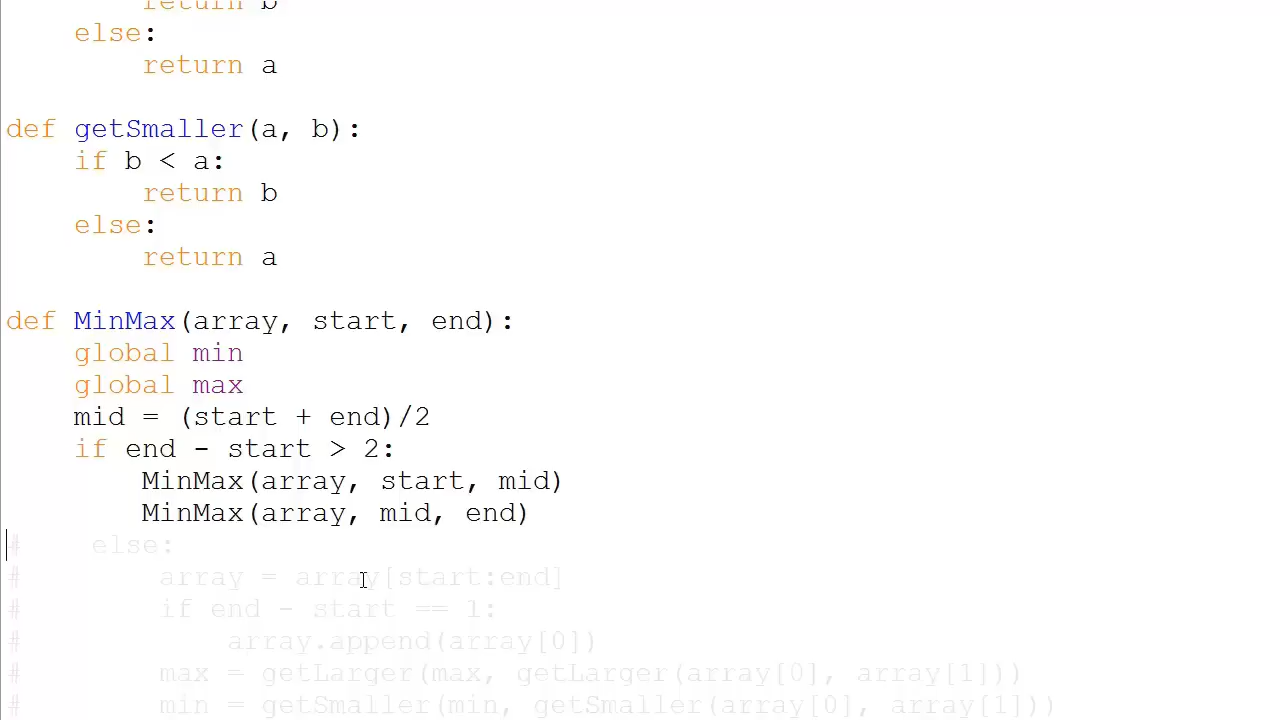 return b
    else:
        return a

def getSmaller(a, b):
    if b < a:
        return b
    else:
        return a

def MinMax(array, start, end):
    global min
    global max
    mid = (start + end)/2
    if end - start > 2:
        MinMax(array, start, mid)
        MinMax(array, mid, end)
#    else:
#        array = array[start:end]
#        if end - start == 1:
#            array.append(array[0])
#        max = getLarger(max, getLarger(array[0], array[1]))
#        min = getSmaller(min, getSmaller(array[0], array[1]))